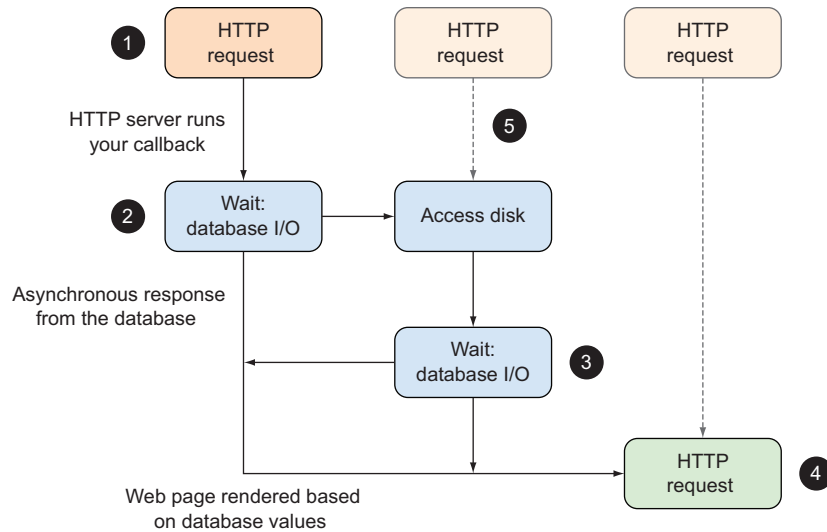 1
HTTP
request
HTTP
request
HTTP
request
HTTP server runs
your callback
5
2
Wait:
database I/O
Access disk
Asynchronous response
from the database
Wait:
database I/O
3
HTTP
request
4
Web page rendered based
on database values